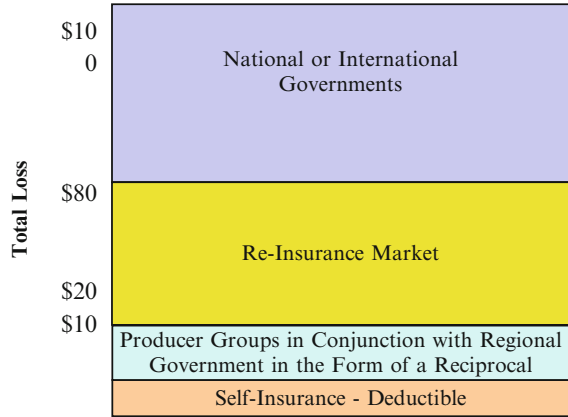 $10
0
National or International
Governments
Total Loss
$80
Re-Insurance Market
$20
$10
Producer Groups in Conjunction with Regional
Government in the Form of a Reciprocal
Self-Insurance - Deductible